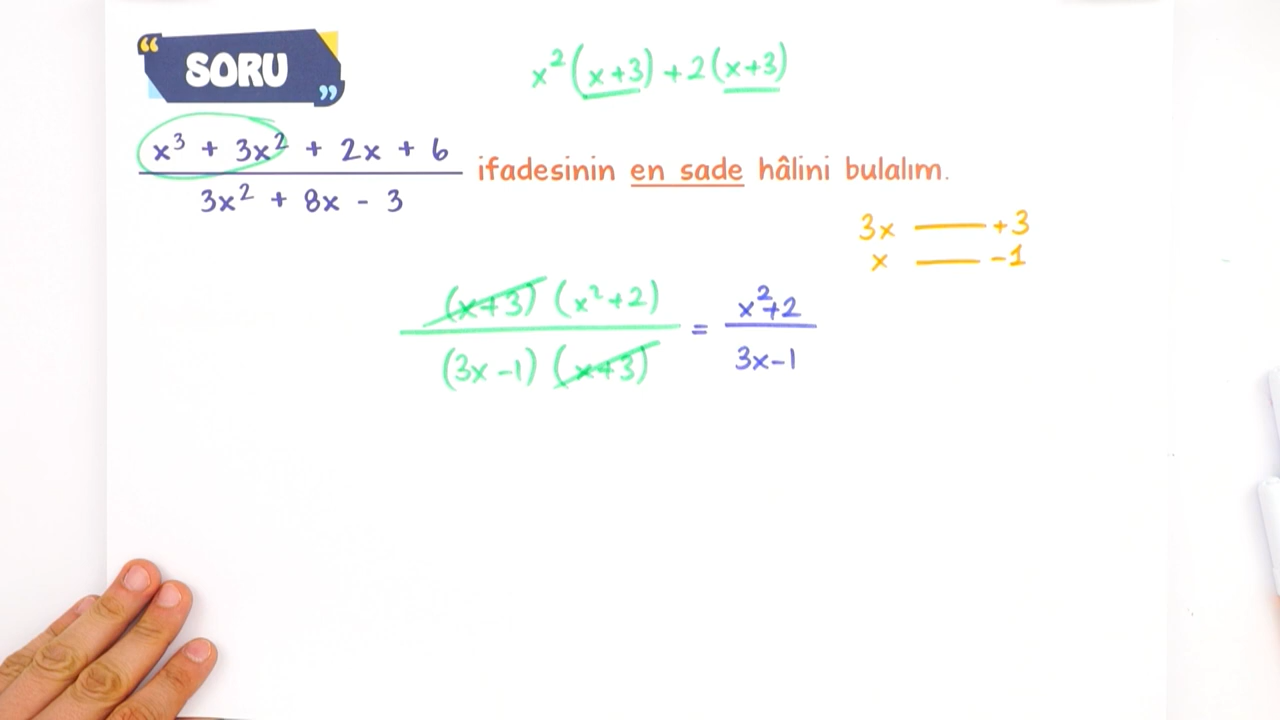 “ SORU ”
x²(x+3)+2(x+3)
x³ + 3x² + 2x + 6
3x² + 8x - 3
ifadesinin en sade hâlini bulalım.
3x —— +3
x —— -1
(x+3) (x²+2)
(3x-1) (x+3)
=
x²+2
3x-1